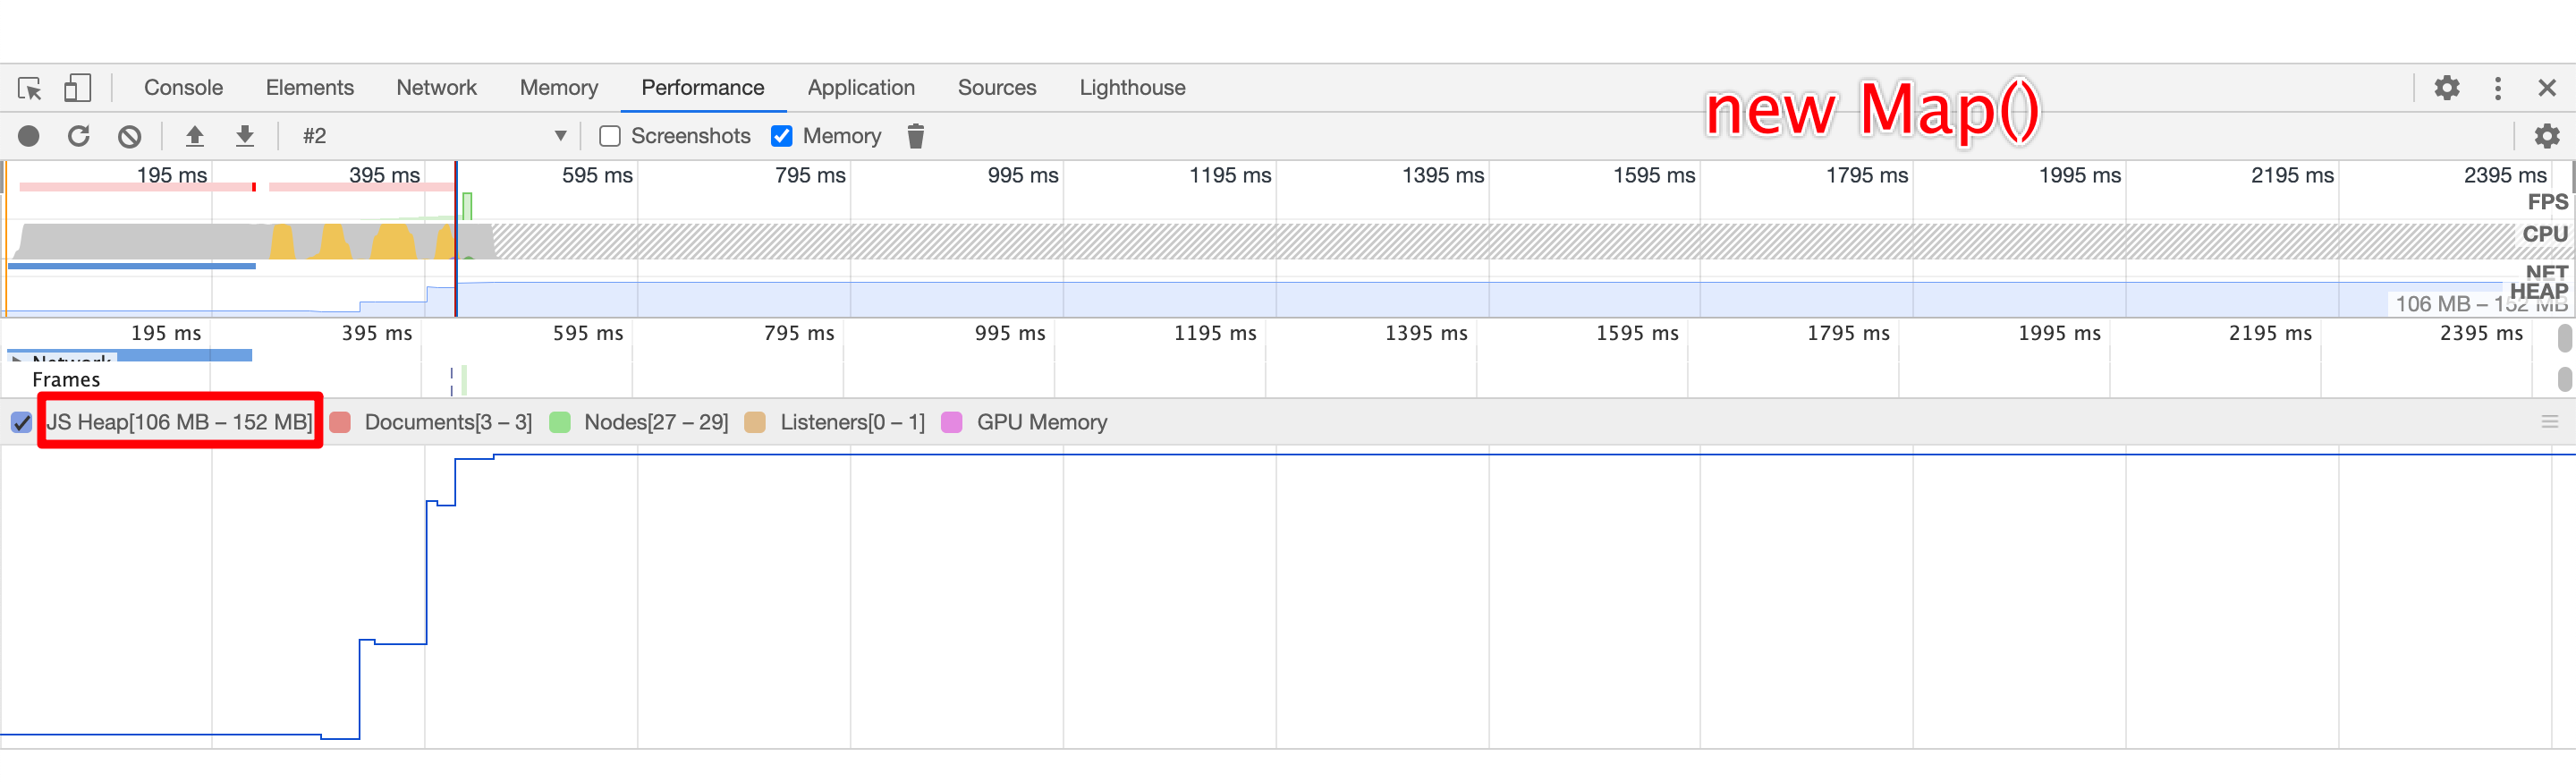 Console Elements Network Memory Performance Application Sources Lighthouse
new Map()
#2 Screenshots Memory
195 ms 395 ms 595 ms 795 ms 995 ms 1195 ms 1395 ms 1595 ms 1795 ms 1995 ms 2195 ms 2395 ms
FPS
CPU
NET
HEAP
106 MB – 152 MB
195 ms 395 ms 595 ms 795 ms 995 ms 1195 ms 1395 ms 1595 ms 1795 ms 1995 ms 2195 ms 2395 ms
Network
Frames
JS Heap[106 MB – 152 MB] Documents[3 – 3] Nodes[27 – 29] Listeners[0 – 1] GPU Memory